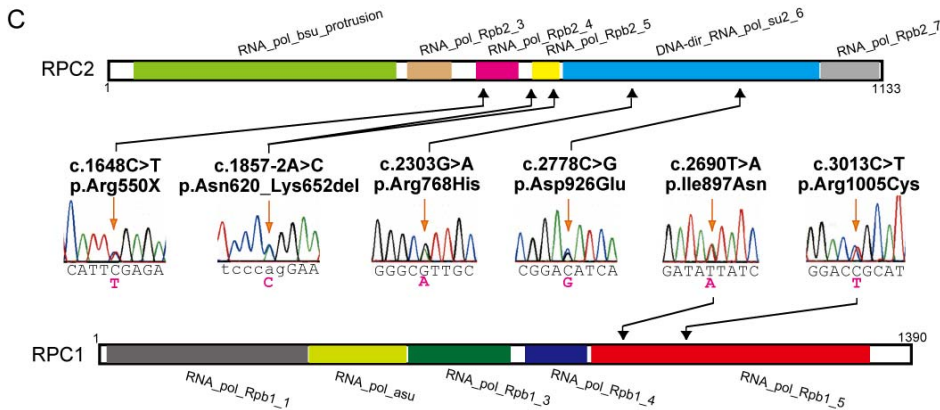 C
RNA_pol_bsu_protrusion
RNA_pol_Rpb2_3
RNA_pol_Rpb2_4
RNA_pol_Rpb2_5
DNA-dir_RNA_pol_su2_6
RNA_pol_Rpb2_7
RPC2
1 1133
c.1648C>T c.1857-2A>C c.2303G>A c.2778C>G c.2690T>A c.3013C>T
p.Arg550X p.Asn620_Lys652del p.Arg768His p.Asp926Glu p.Ile897Asn p.Arg1005Cys
CATTCGAGA tcccagGAA GGGCGTTGC CGGACATCA GATATTATC GGACCGCAT
T C A G A T
1 1390
RPC1
RNA_pol_Rpb1_1
RNA_pol_asu
RNA_pol_Rpb1_3
RNA_pol_Rpb1_4
RNA_pol_Rpb1_5